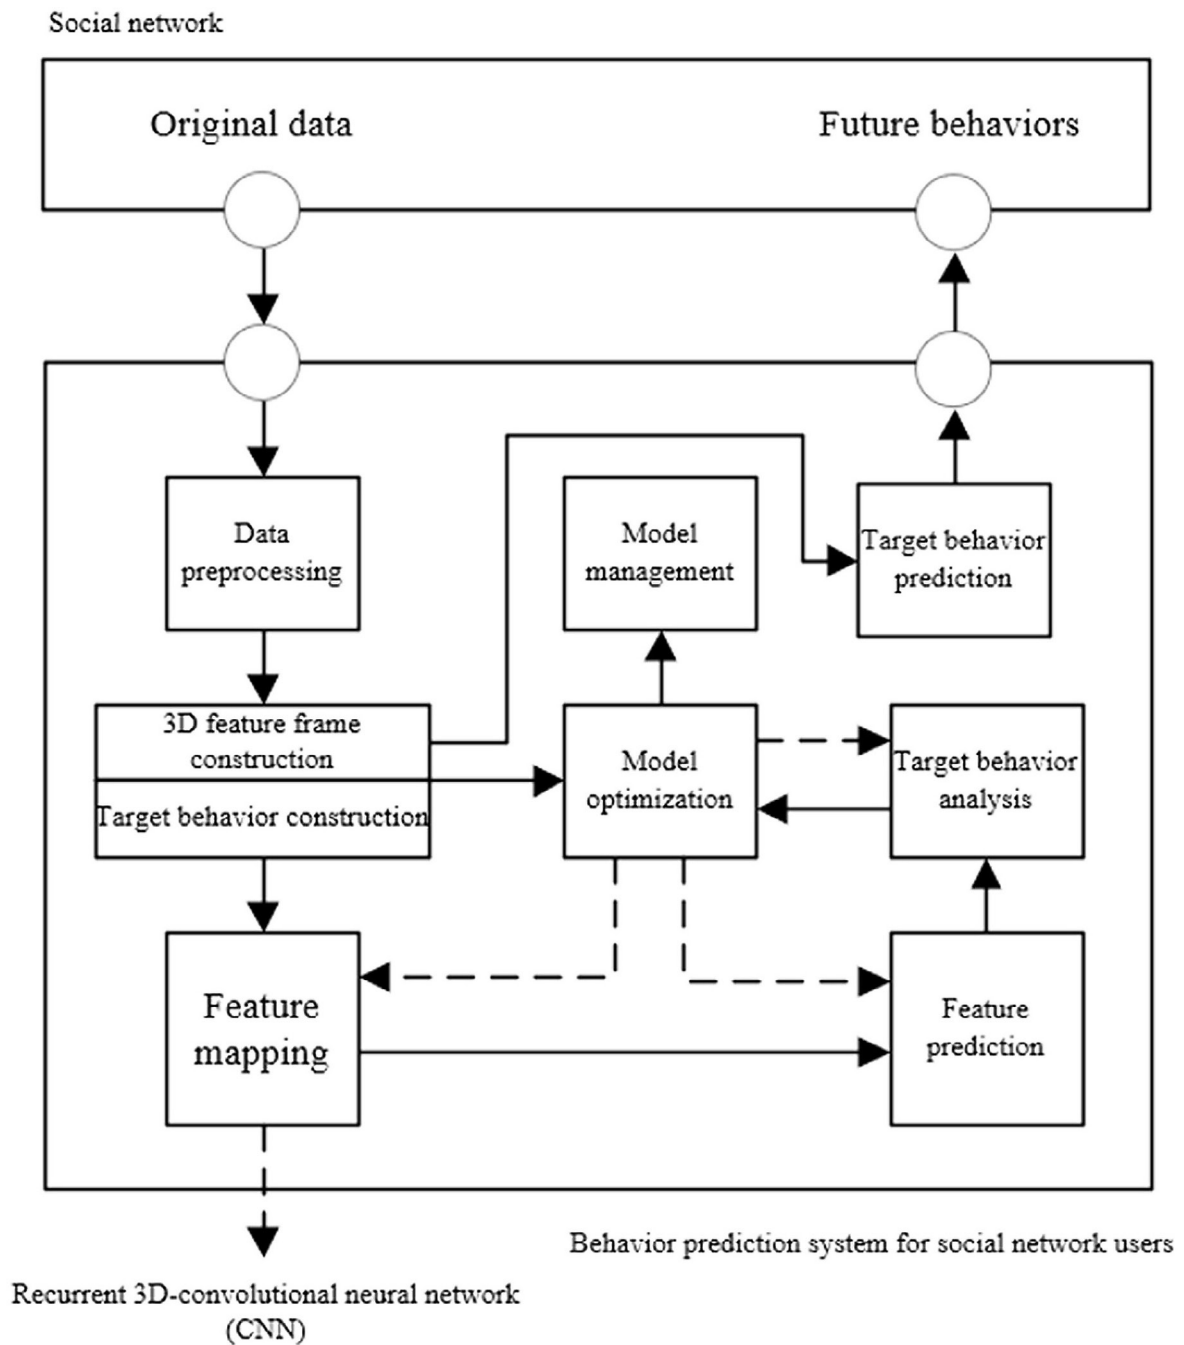 Social network
Original data
Future behaviors
Data
preprocessing
Model
management
Target behavior
prediction
3D feature frame
construction
Target behavior construction
Model
optimization
Target behavior
analysis
Feature
mapping
Feature
prediction
Behavior prediction system for social network users
Recurrent 3D-convolutional neural network
(CNN)